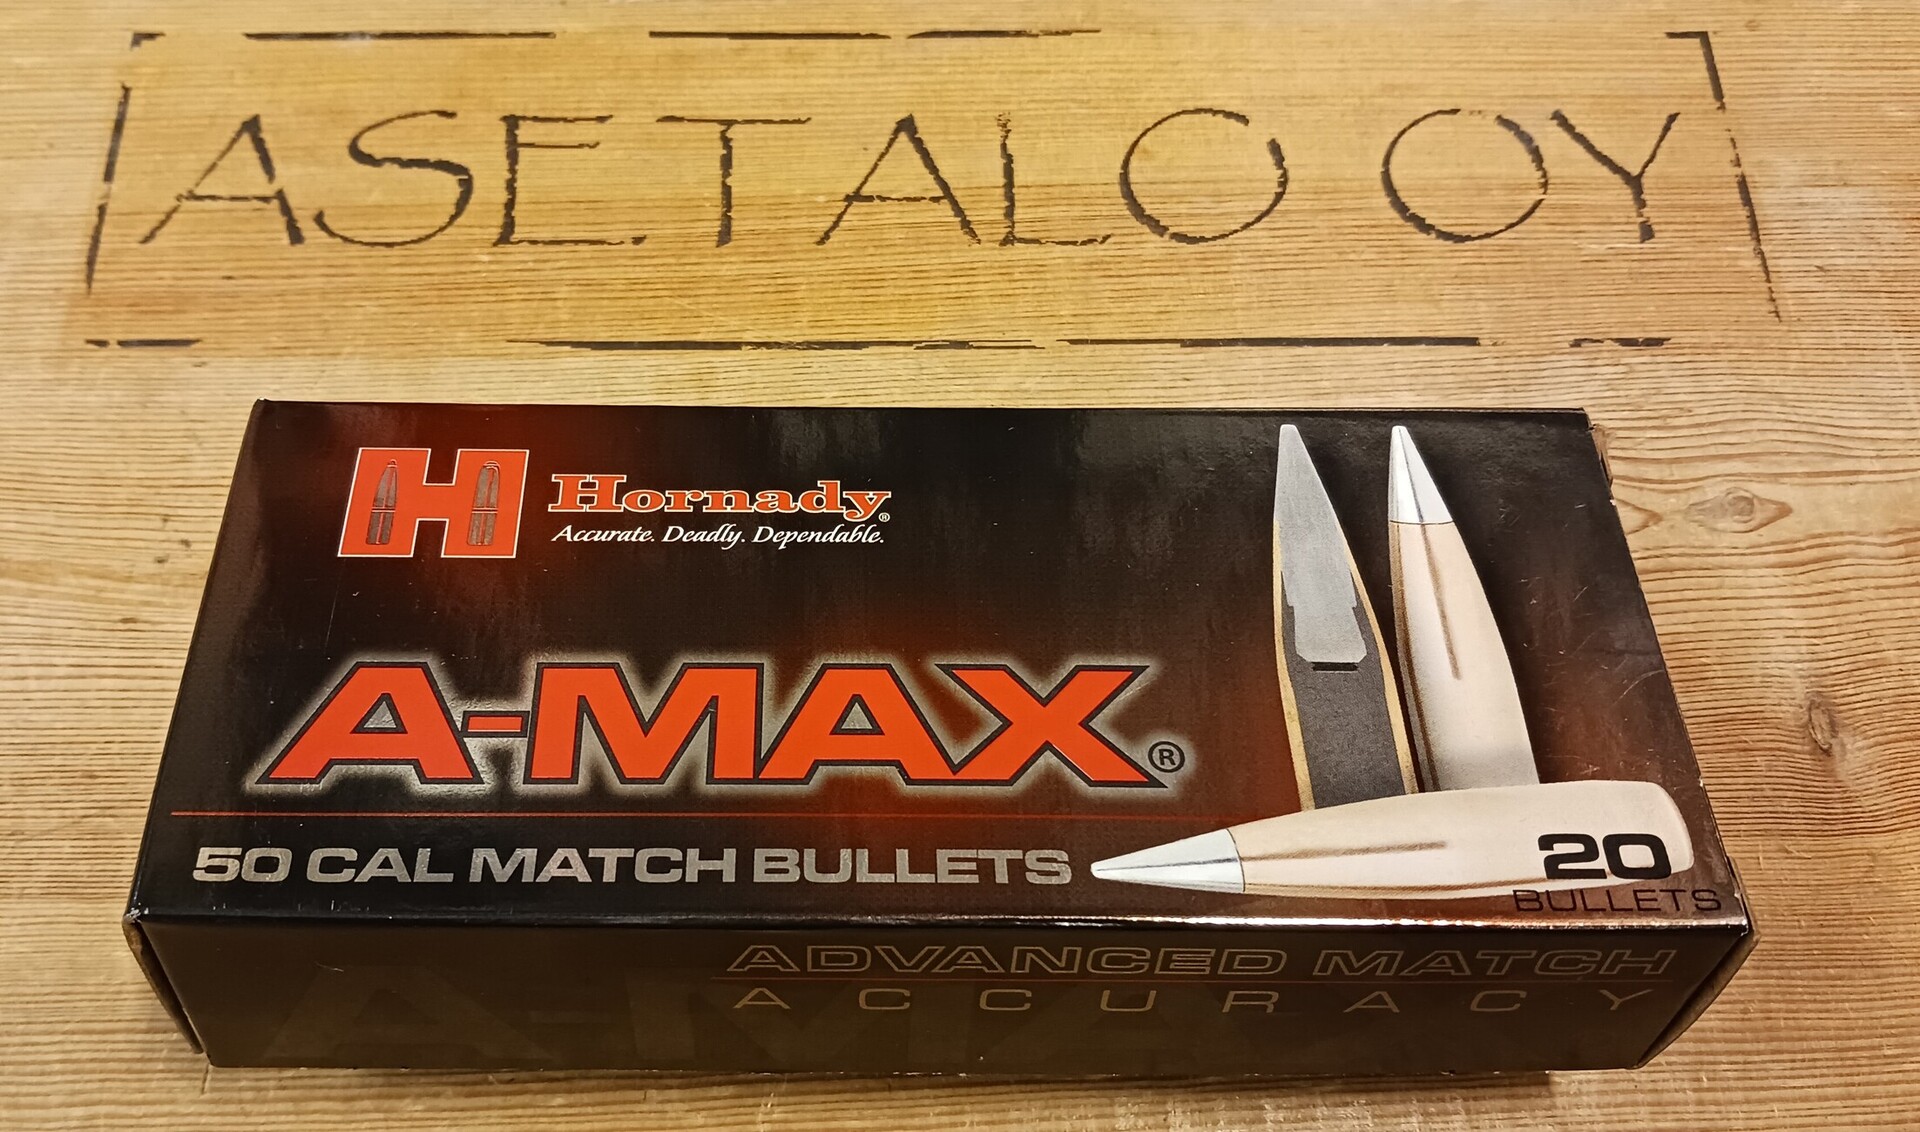 ASETALO OY
Hornady®
Accurate. Deadly. Dependable.
A-MAX®
50 CAL MATCH BULLETS
20
BULLETS
ADVANCED MATCH
ACCURACY